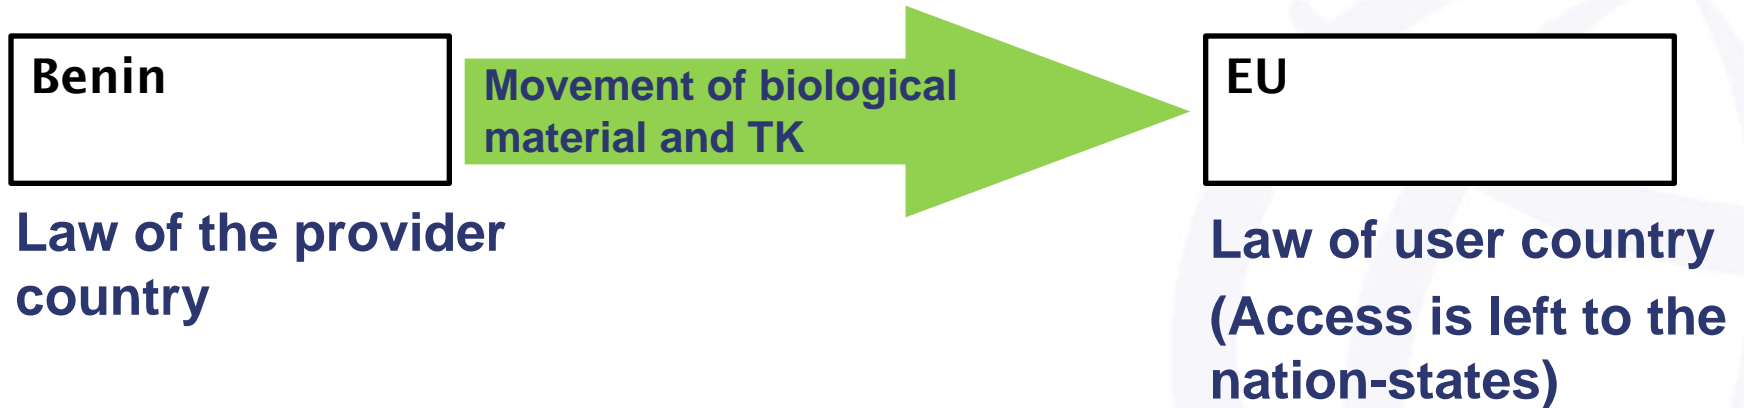 Benin
Movement of biological
material and TK
EU
Law of the provider
country
Law of user country
(Access is left to the
nation-states)